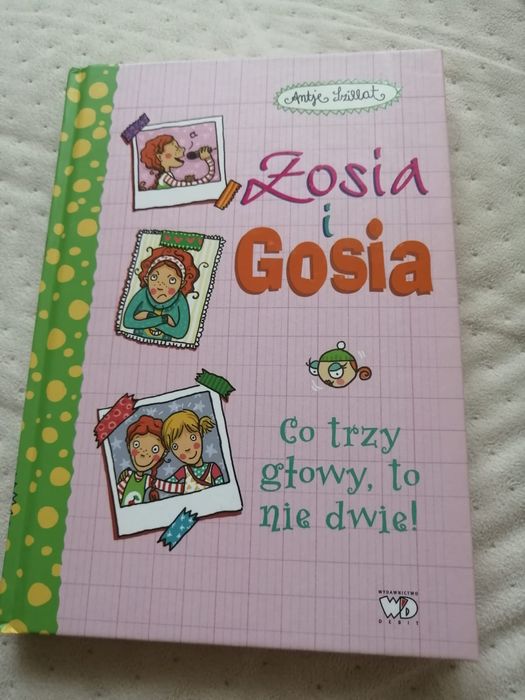 Antje Szillat
a
Zosia
i
Gosia
Co trzy
głowy, to
nie dwie!
WYDAWNICTWO
WD
DEBIT